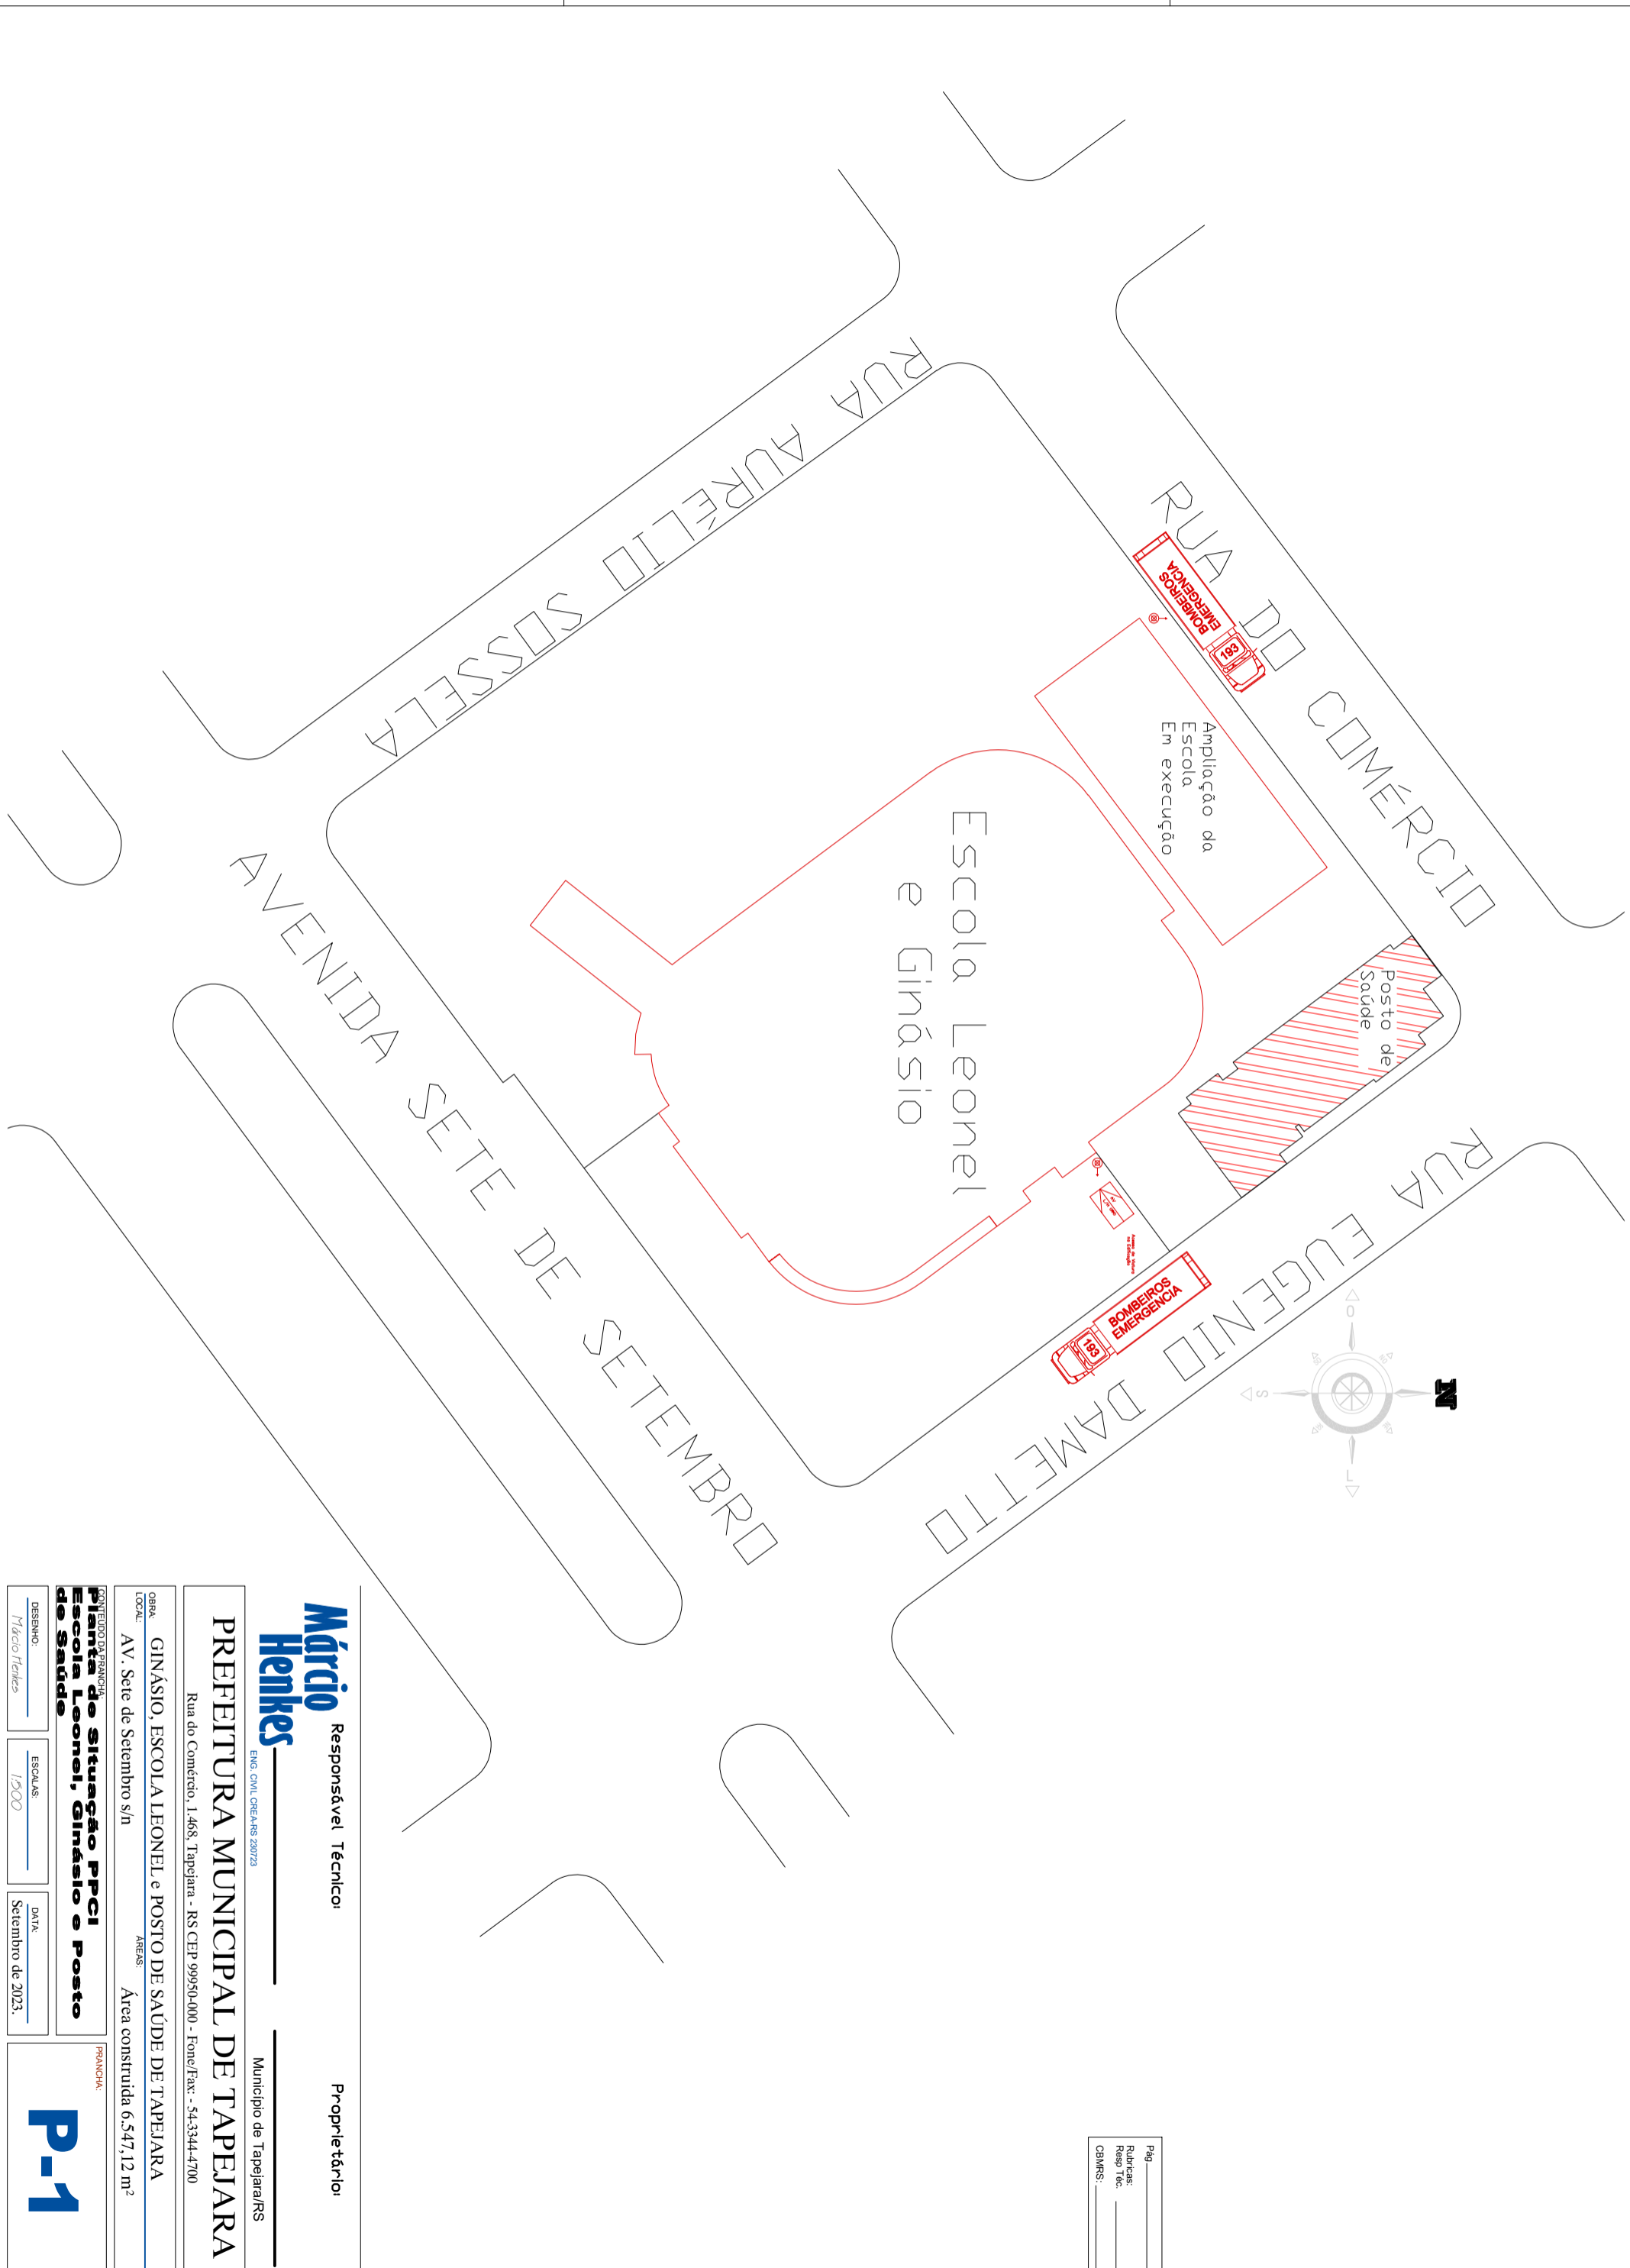 RUA AURÉLIO SOSSELA
RUA DO COMÉRCIO
BOMBEIROS
EMERGENCIA
193
Ampliação da
Escola
Em execução
Escola Leonel
e Ginásio
Posto de
Saúde
AVENIDA SETE DE SETEMBRO
RUA EUGENIO DAMETTO
BOMBEIROS
EMERGENCIA
193
N
O
S
L
Márcio
Henkes
Responsável Técnico:
Proprietário:
ENG. CIVIL CREA-RS 230723
Município de Tapejara/RS
PREFEITURA MUNICIPAL DE TAPEJARA
Rua do Comércio, 1.468, Tapejara - RS CEP 99950-000 - Fone/Fax: - 54-3344-4700
OBRA: GINÁSIO, ESCOLA LEONEL e POSTO DE SAÚDE DE TAPEJARA
LOCAL: AV. Sete de Setembro s/n
ÁREAS: Área construida 6.547,12 m²
CONTEÚDO DA PRANCHA:
Planta de Situação PPCI
Escola Leonel, Ginásio e Posto
de Saúde
PRANCHA:
P-1
DESENHO:
Márcio Henkes
ESCALAS:
1:500
DATA:
Setembro de 2023.
Pág
Rubricas:
Resp Téc.
CBMRS: